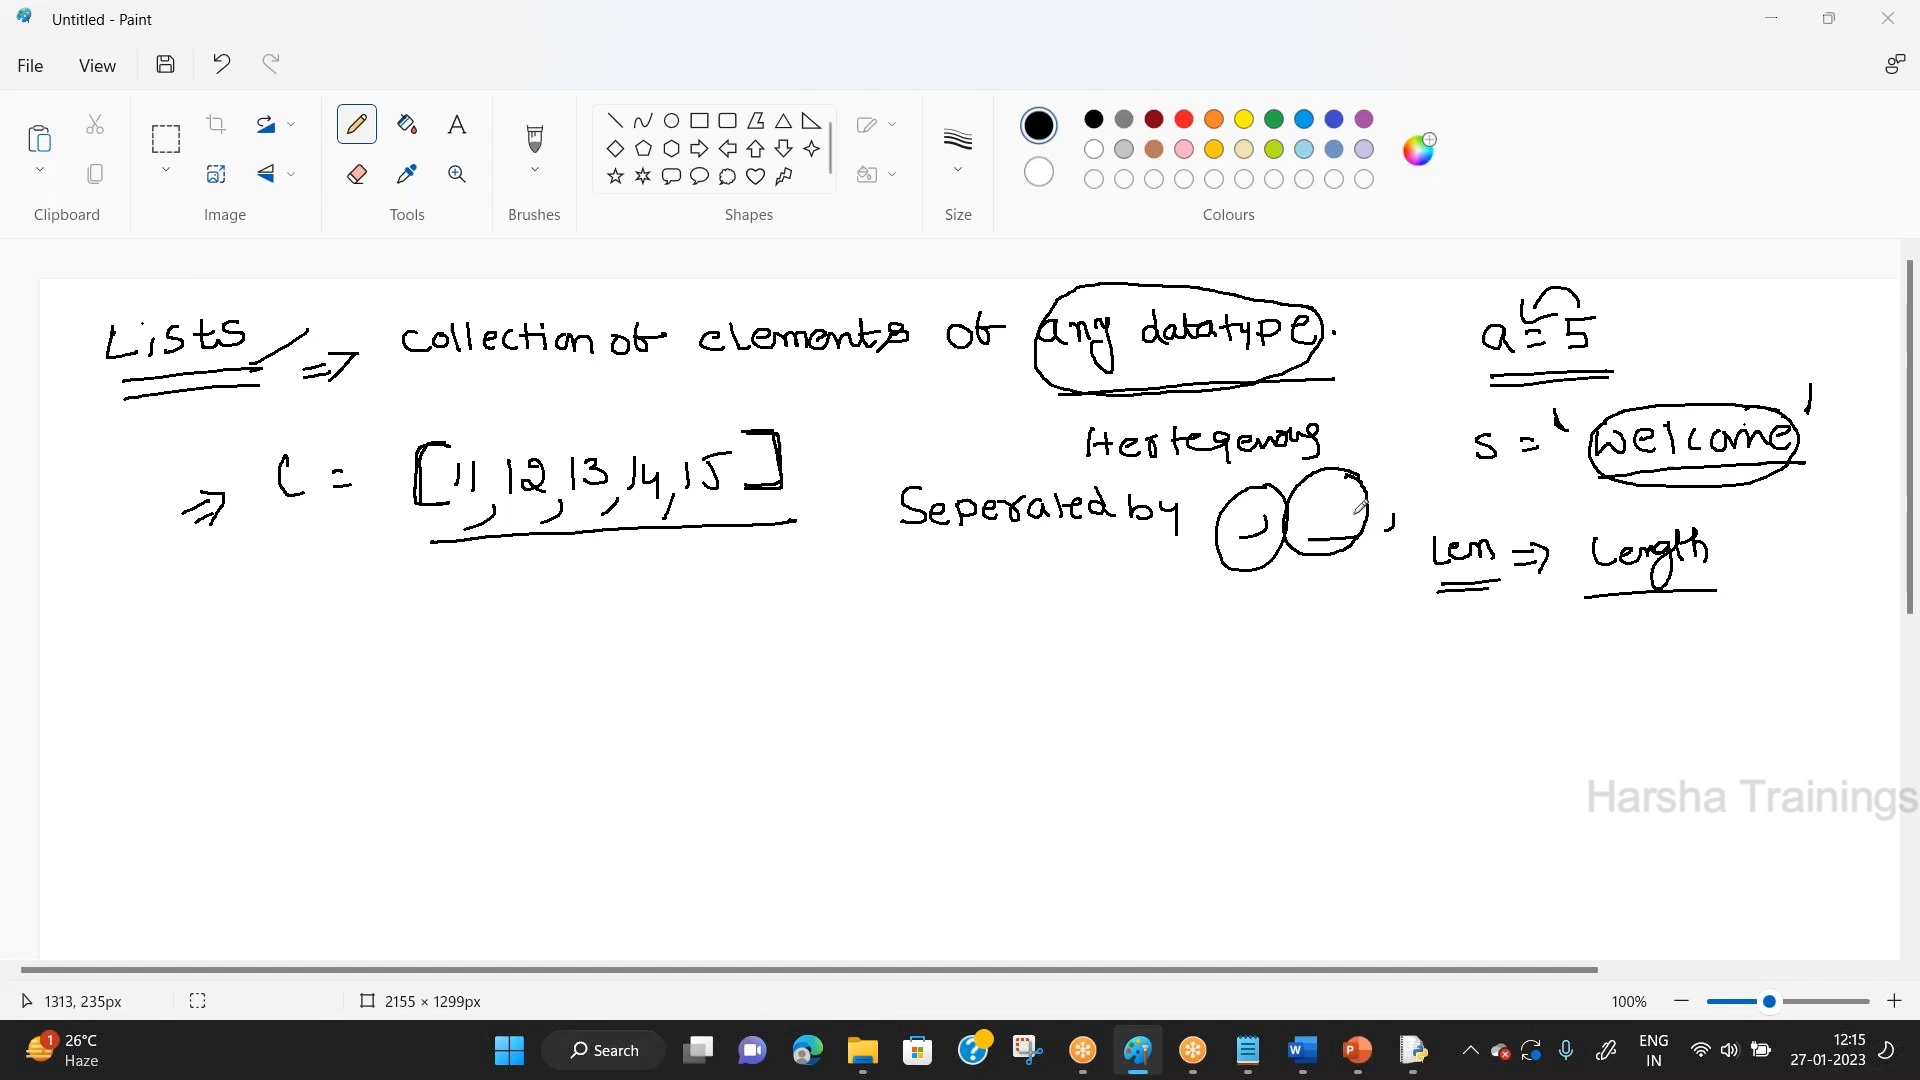 Untitled - Paint
File View
Clipboard Image Tools Brushes Shapes Size Colours
Lists ⇒ collection of elements of any datatype. a = 5
Hertegenous s = 'welcome'
⇒ L = [11, 12, 13, 14, 15]
Seperated by , _ ,
Len ⇒ Length
Harsha Trainings
1313, 235px 2155 × 1299px 100%
1 26°C
Haze
Search
ENG
IN
12:15
27-01-2023